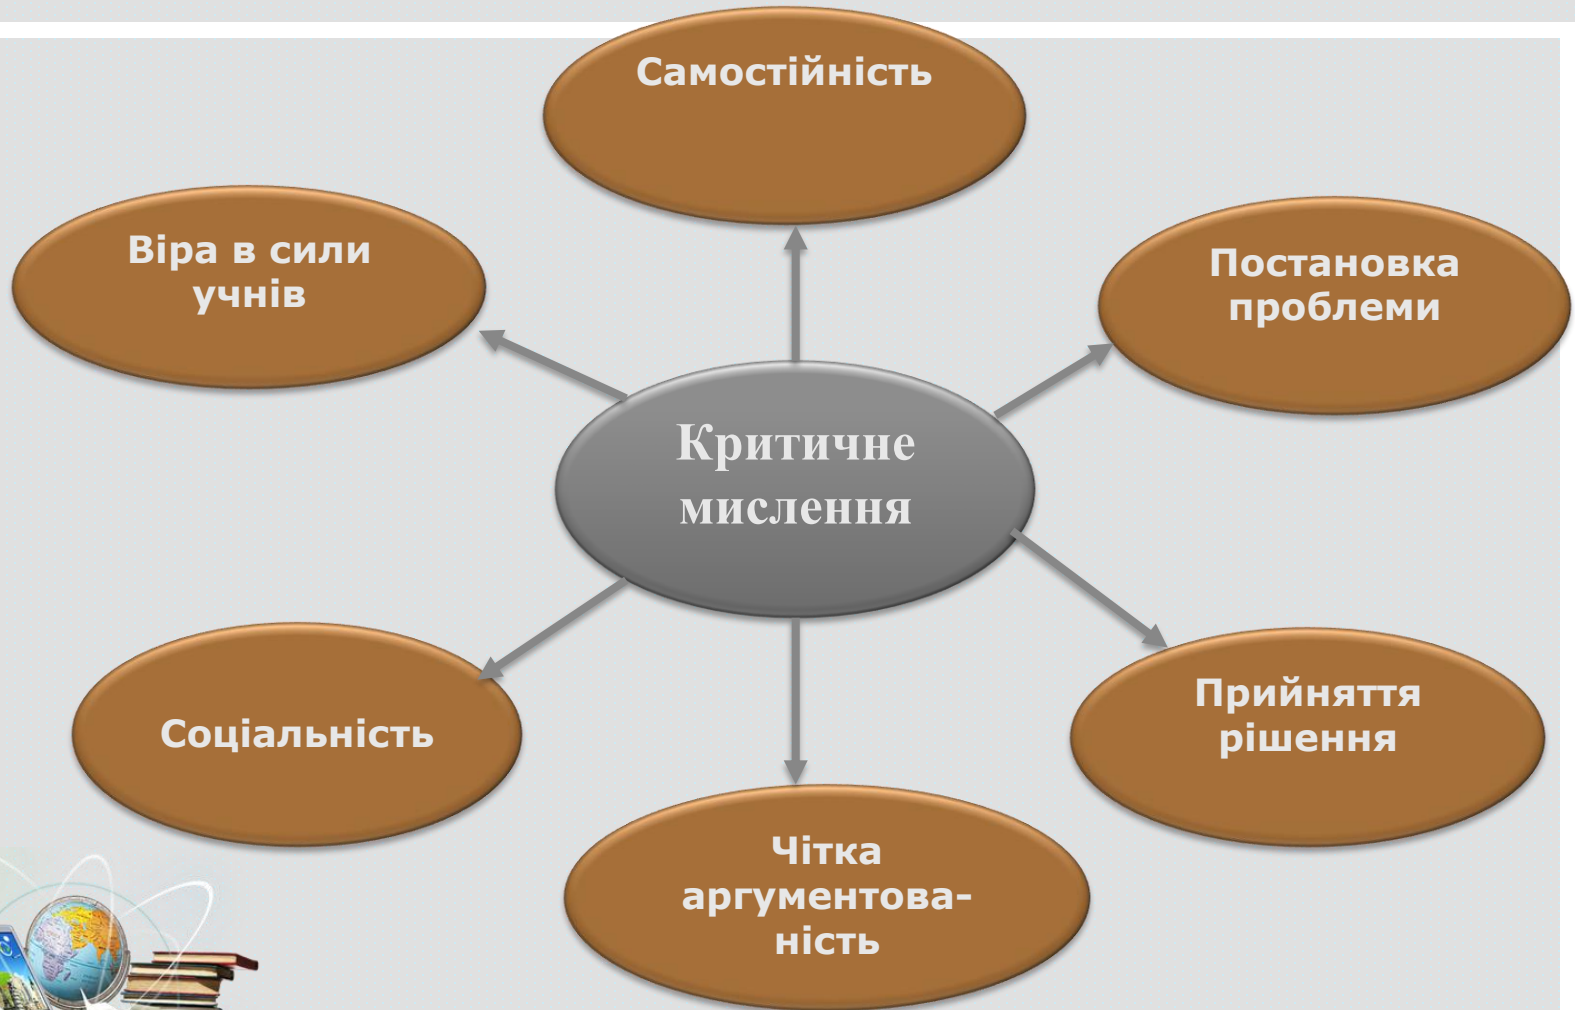 Самостійність
Віра в сили
учнів
Постановка
проблеми
Критичне
мислення
Соціальність
Прийняття
рішення
Чітка
аргументова-
ність